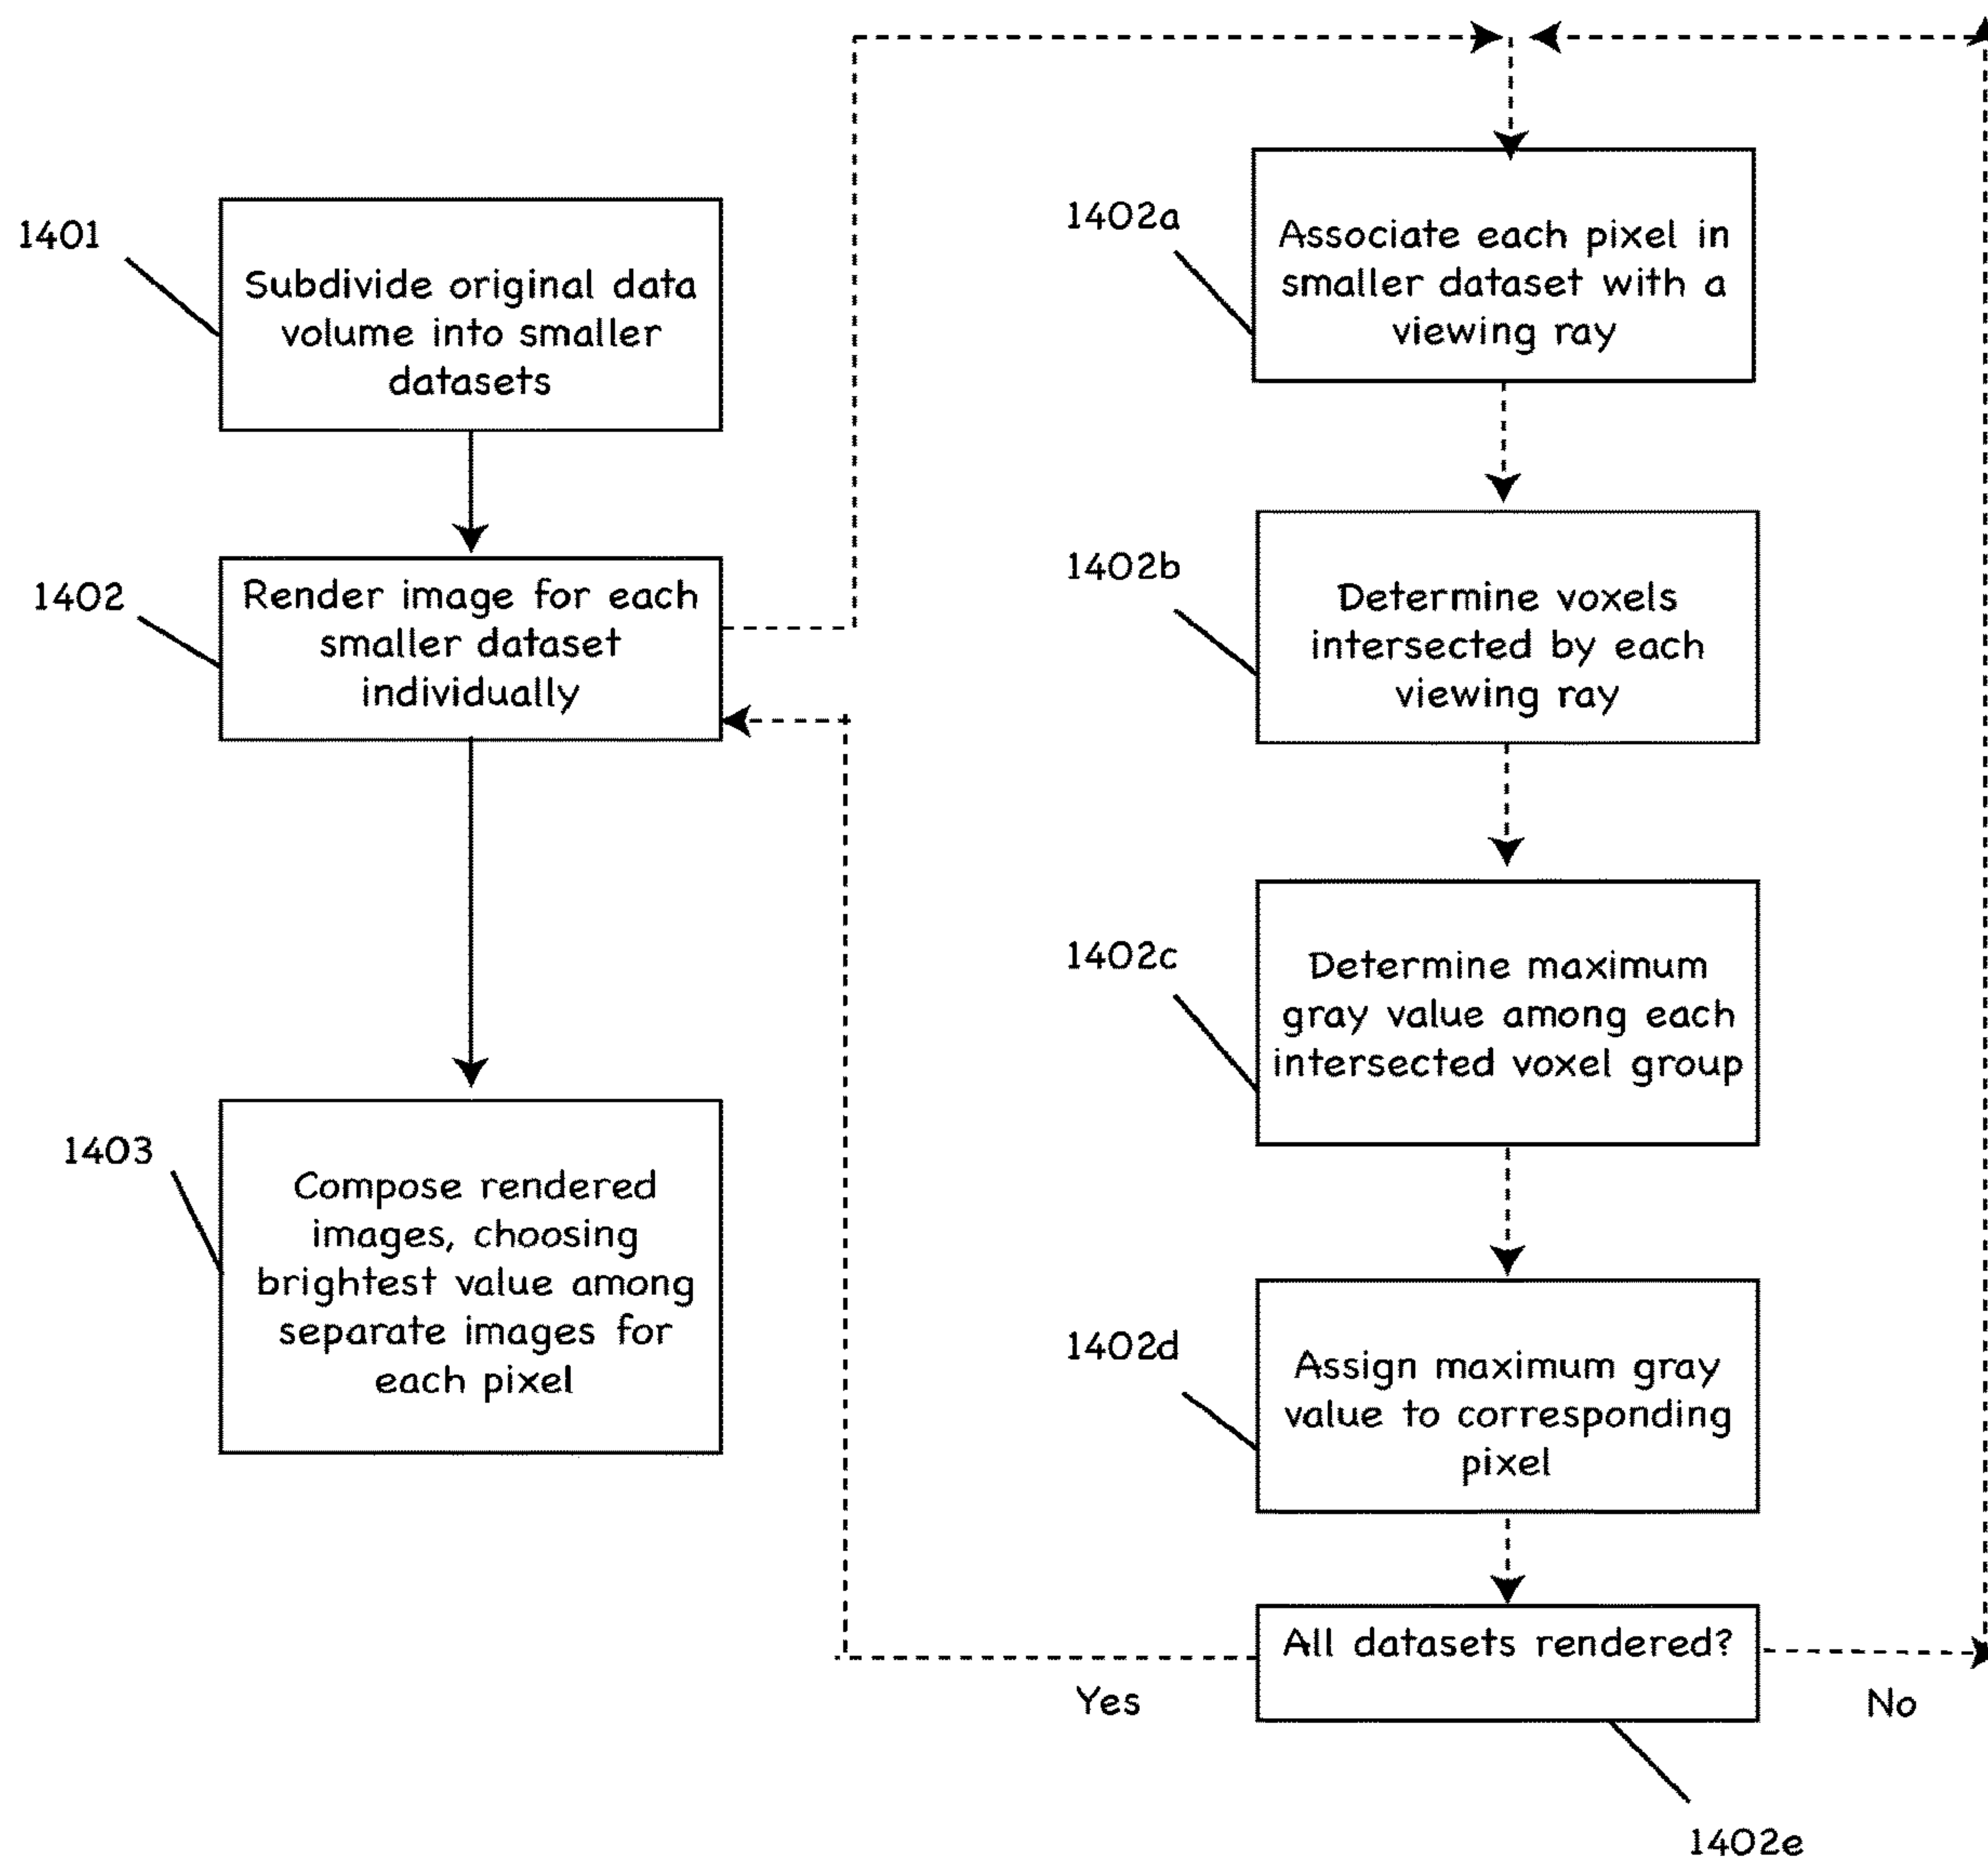 1401
Subdivide original data
volume into smaller
datasets
1402
Render image for each
smaller dataset
individually
1403
Compose rendered
images, choosing
brightest value among
separate images for
each pixel
1402a
Associate each pixel in
smaller dataset with a
viewing ray
1402b
Determine voxels
intersected by each
viewing ray
1402c
Determine maximum
gray value among each
intersected voxel group
1402d
Assign maximum gray
value to corresponding
pixel
All datasets rendered?
Yes
No
1402e